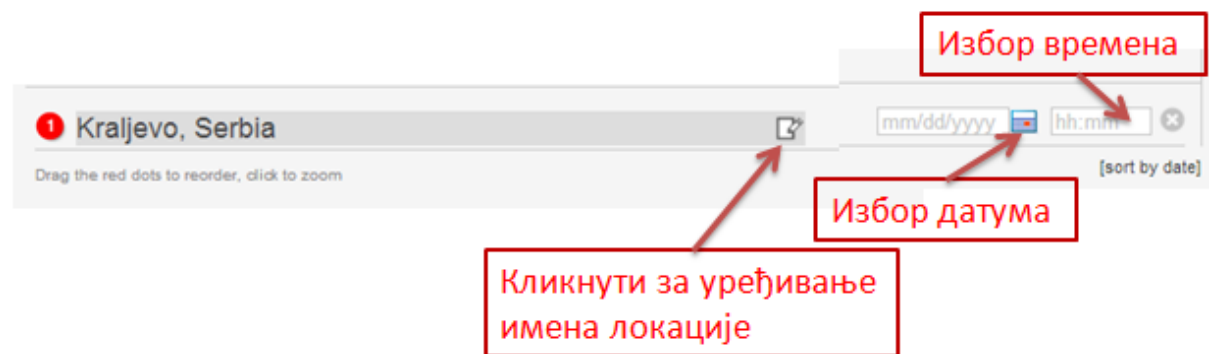 Избор времена
1 Kraljevo, Serbia mm/dd/yyyy hh:mm
Drag the red dots to reorder, click to zoom [sort by date]
Избор датума
Кликнути за уређивање
имена локације